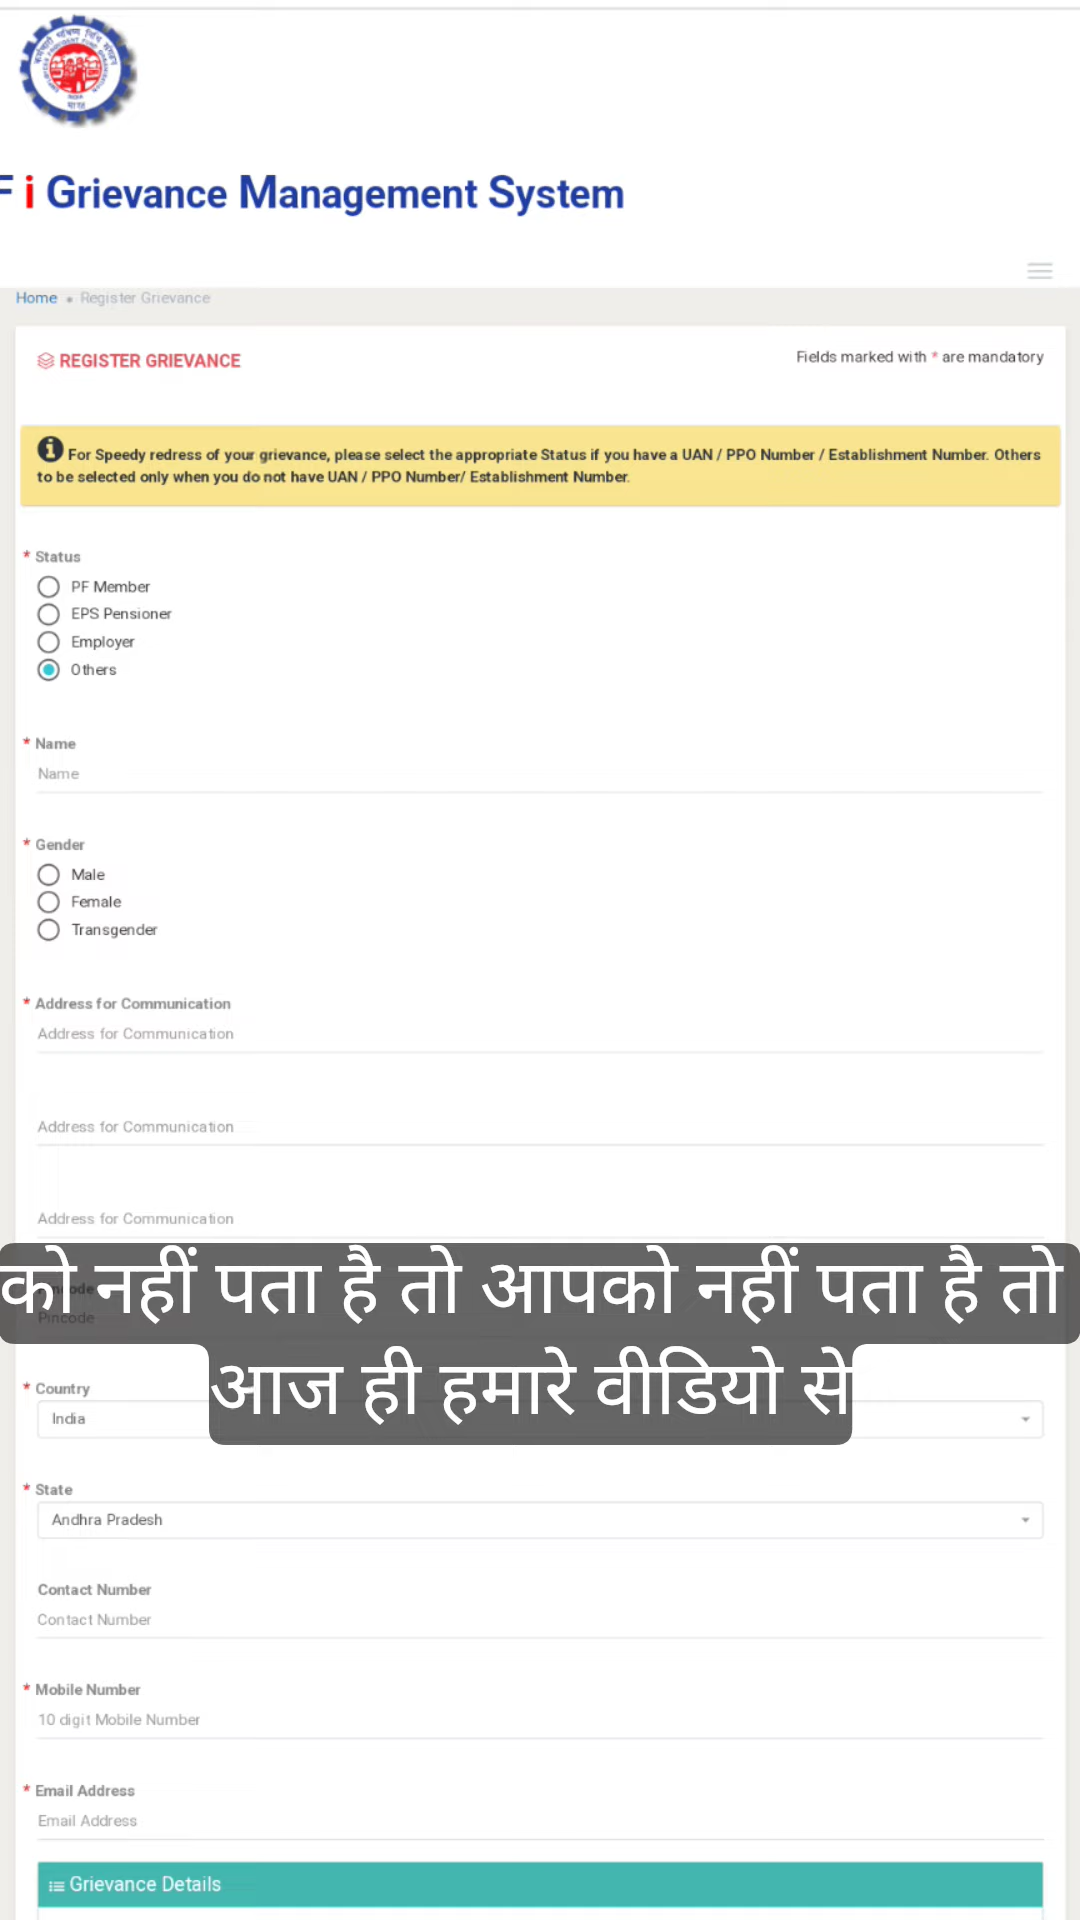 F i Grievance Management System
Home • Register Grievance
REGISTER GRIEVANCE
Fields marked with * are mandatory
For Speedy redress of your grievance, please select the appropriate Status if you have a UAN / PPO Number / Establishment Number. Others
to be selected only when you do not have UAN / PPO Number/ Establishment Number.
* Status
PF Member
EPS Pensioner
Employer
Others
* Name
Name
* Gender
Male
Female
Transgender
* Address for Communication
Address for Communication
Address for Communication
Address for Communication
को नहीं पता है तो आपको नहीं पता है तो
Pincode
आज ही हमारे वीडियो से
* Country
India
* State
Andhra Pradesh
Contact Number
Contact Number
* Mobile Number
10 digit Mobile Number
* Email Address
Email Address
Grievance Details